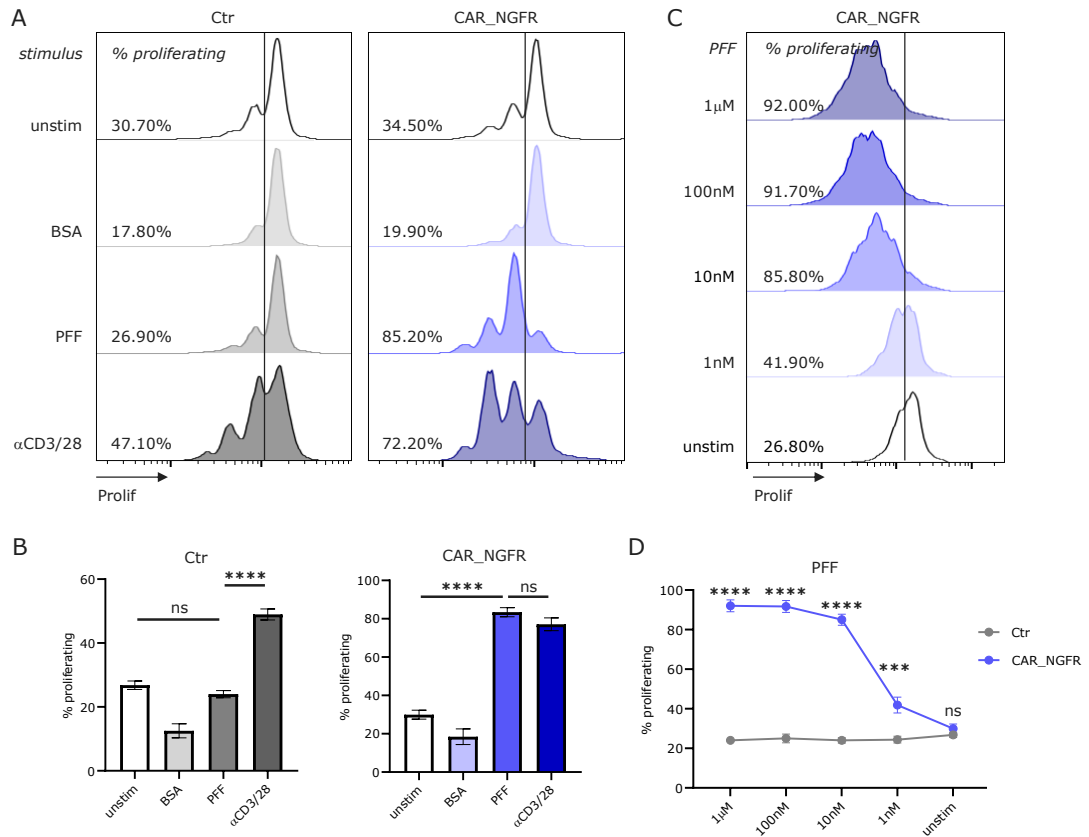 A
Ctr
CAR_NGFR
stimulus
% proliferating
% proliferating
unstim
30.70%
34.50%
BSA
17.80%
19.90%
PFF
26.90%
85.20%
αCD3/28
47.10%
72.20%
Prolif
C
CAR_NGFR
PFF
% proliferating
1μM
92.00%
100nM
91.70%
10nM
85.80%
1nM
41.90%
unstim
26.80%
Prolif
B
Ctr
% proliferating
60
40
20
0
ns
****
unstim
BSA
PFF
αCD3/28
CAR_NGFR
% proliferating
100
80
60
40
20
0
****
ns
unstim
BSA
PFF
αCD3/28
D
PFF
% proliferating
100
80
60
40
20
0
****
****
****
***
ns
1μM
100nM
10nM
1nM
unstim
Ctr
CAR_NGFR